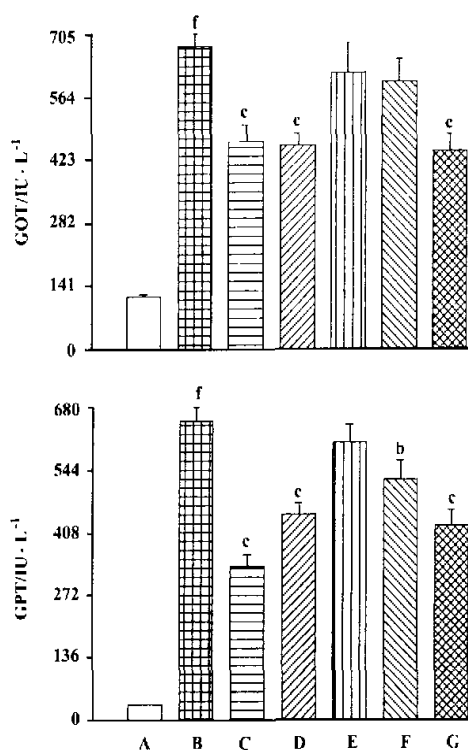 705
f
564
c
c
c
423
282
141
0
GOT/IU · L⁻¹
680
f
544
b
c
c
c
408
272
136
0
GPT/IU · L⁻¹
A B C D E F G